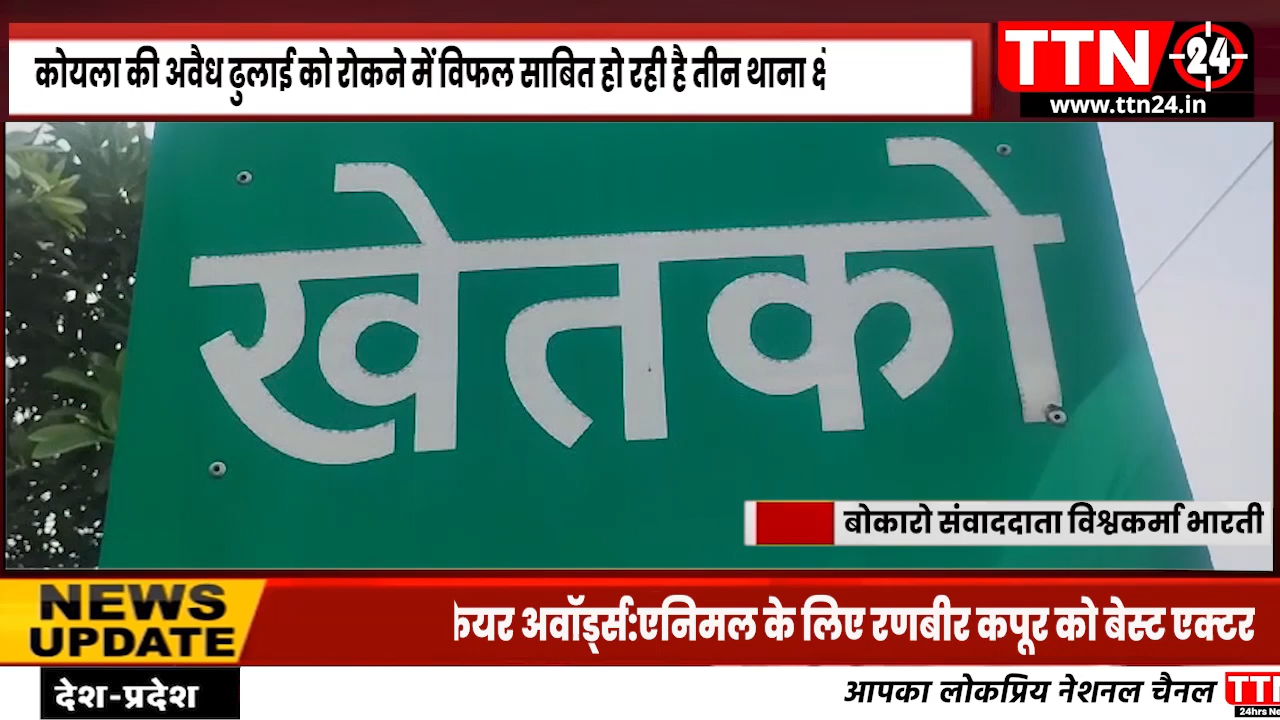 कोयला की अवैध ढुलाई को रोकने में विफल साबित हो रही है तीन थाना
TTN 24
www.ttn24.in
खेतको
बोकारो संवाददाता विश्वकर्मा भारती
NEWS
UPDATE
अवॉर्ड्स:एनिमल के लिए रणबीर कपूर को बेस्ट एक्टर
देश-प्रदेश
आपका लोकप्रिय नेशनल चैनल